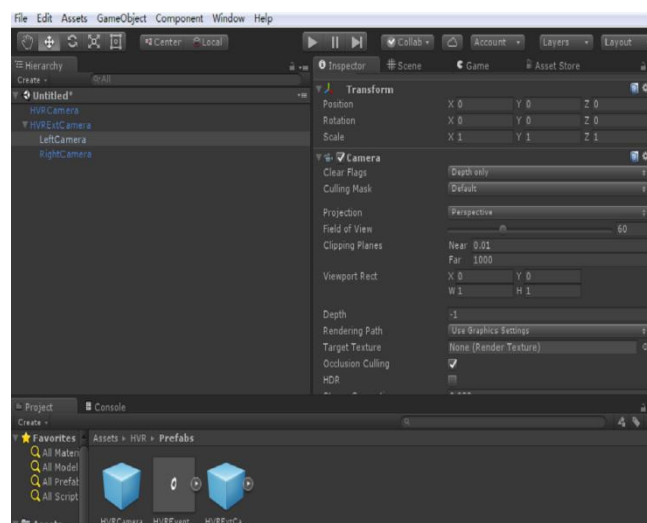 File Edit Assets GameObject Component Window Help
Center Local Collab Account Layers Layout
Hierarchy
Create All
Untitled*
HVRCamera
HVRExtCamera
LeftCamera
RightCamera
Inspector Scene Game Asset Store
Transform
Position X 0 Y 0 Z 0
Rotation X 0 Y 0 Z 0
Scale X 1 Y 1 Z 1
Camera
Clear Flags Depth only
Culling Mask Default
Projection Perspective
Field of View 60
Clipping Planes Near 0.01
Far 1000
Viewport Rect X 0 Y 0
W 1 H 1
Depth -1
Rendering Path Use Graphics Settings
Target Texture None (Render Texture)
Occlusion Culling
HDR
Project Console
Create
Favorites Assets HVR Prefabs
All Mater
All Model
All Prefab
All Script
HVRCamera HVREvent HVRExtCa